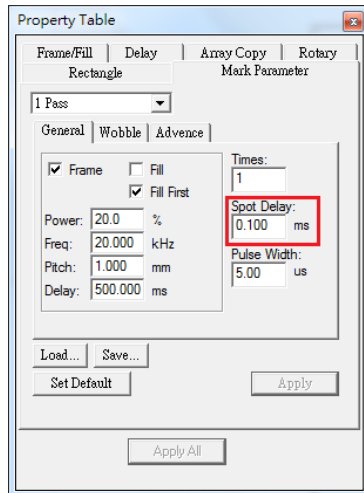 Property Table
Frame/Fill Delay Array Copy Rotary
Rectangle Mark Parameter
1 Pass
General Wobble Advence
Frame Fill
Fill First
Power: 20.0 %
Freq: 20.000 kHz
Pitch: 1.000 mm
Delay: 500.000 ms
Times:
1
Spot Delay:
0.100 ms
Pulse Width:
5.00 us
Load... Save...
Set Default Apply
Apply All